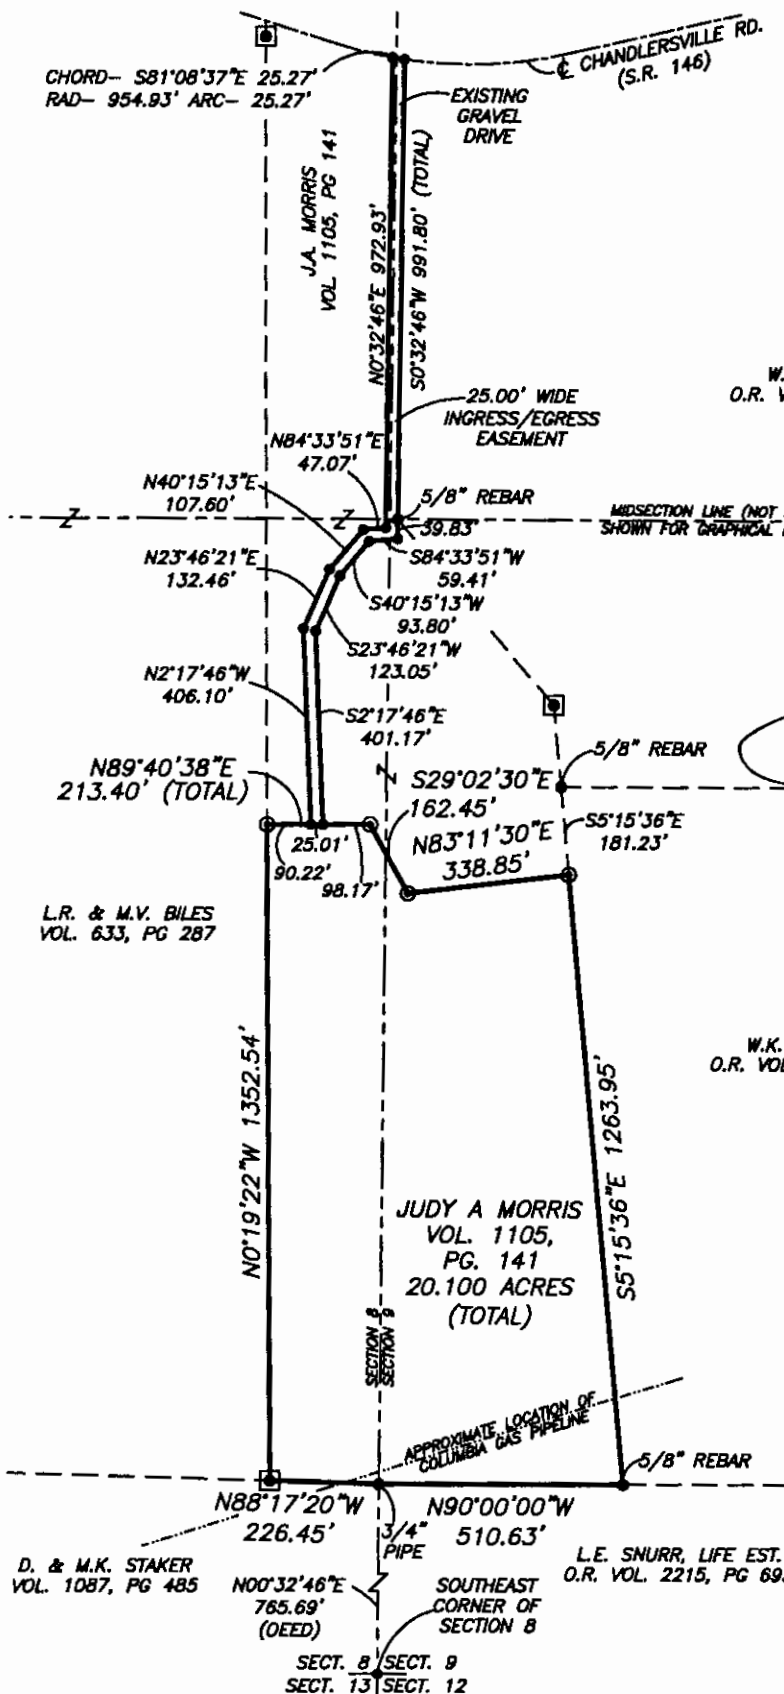 CHANDLERSVILLE RD.
(S.R. 146)
CHORD- S81°08'37"E 25.27'
RAD- 954.93' ARC- 25.27'
EXISTING
GRAVEL
DRIVE
J.A. MORRIS
VOL. 1105, PG 141
N0°32'46"E 972.93'
S0°32'46"W 991.80' (TOTAL)
W.
O.R. V
25.00' WIDE
INGRESS/EGRESS
EASEMENT
N84°33'51"E
47.07'
N40°15'13"E
107.60'
5/8" REBAR
MIDSECTION LINE (NOT
SHOWN FOR GRAPHICAL
39.83'
N23°46'21"E
132.46'
S84°33'51"W
59.41'
S40°15'13"W
93.80'
S23°46'21"W
123.05'
N2°17'46"W
406.10'
S2°17'46"E
401.17'
5/8" REBAR
N89°40'38"E
213.40' (TOTAL)
S29°02'30"E
162.45'
N83°11'30"E
338.85'
S5°15'36"E
181.23'
25.01'
90.22'
98.17'
L.R. & M.V. BILES
VOL. 633, PG 287
W.K.
O.R. VOL
N0°19'22"W 1352.54'
S5°15'36"E 1263.95'
JUDY A MORRIS
VOL. 1105,
PG. 141
20.100 ACRES
(TOTAL)
SECTION 8
SECTION 9
APPROXIMATE LOCATION OF
COLUMBIA GAS PIPELINE
5/8" REBAR
N88°17'20"W
226.45'
N90°00'00"W
510.63'
3/4"
PIPE
D. & M.K. STAKER
VOL. 1087, PG 485
L.E. SNURR, LIFE EST.
O.R. VOL. 2215, PG 69
N00°32'46"E
765.69'
(DEED)
SOUTHEAST
CORNER OF
SECTION 8
SECT. 8 SECT. 9
SECT. 13 SECT. 12